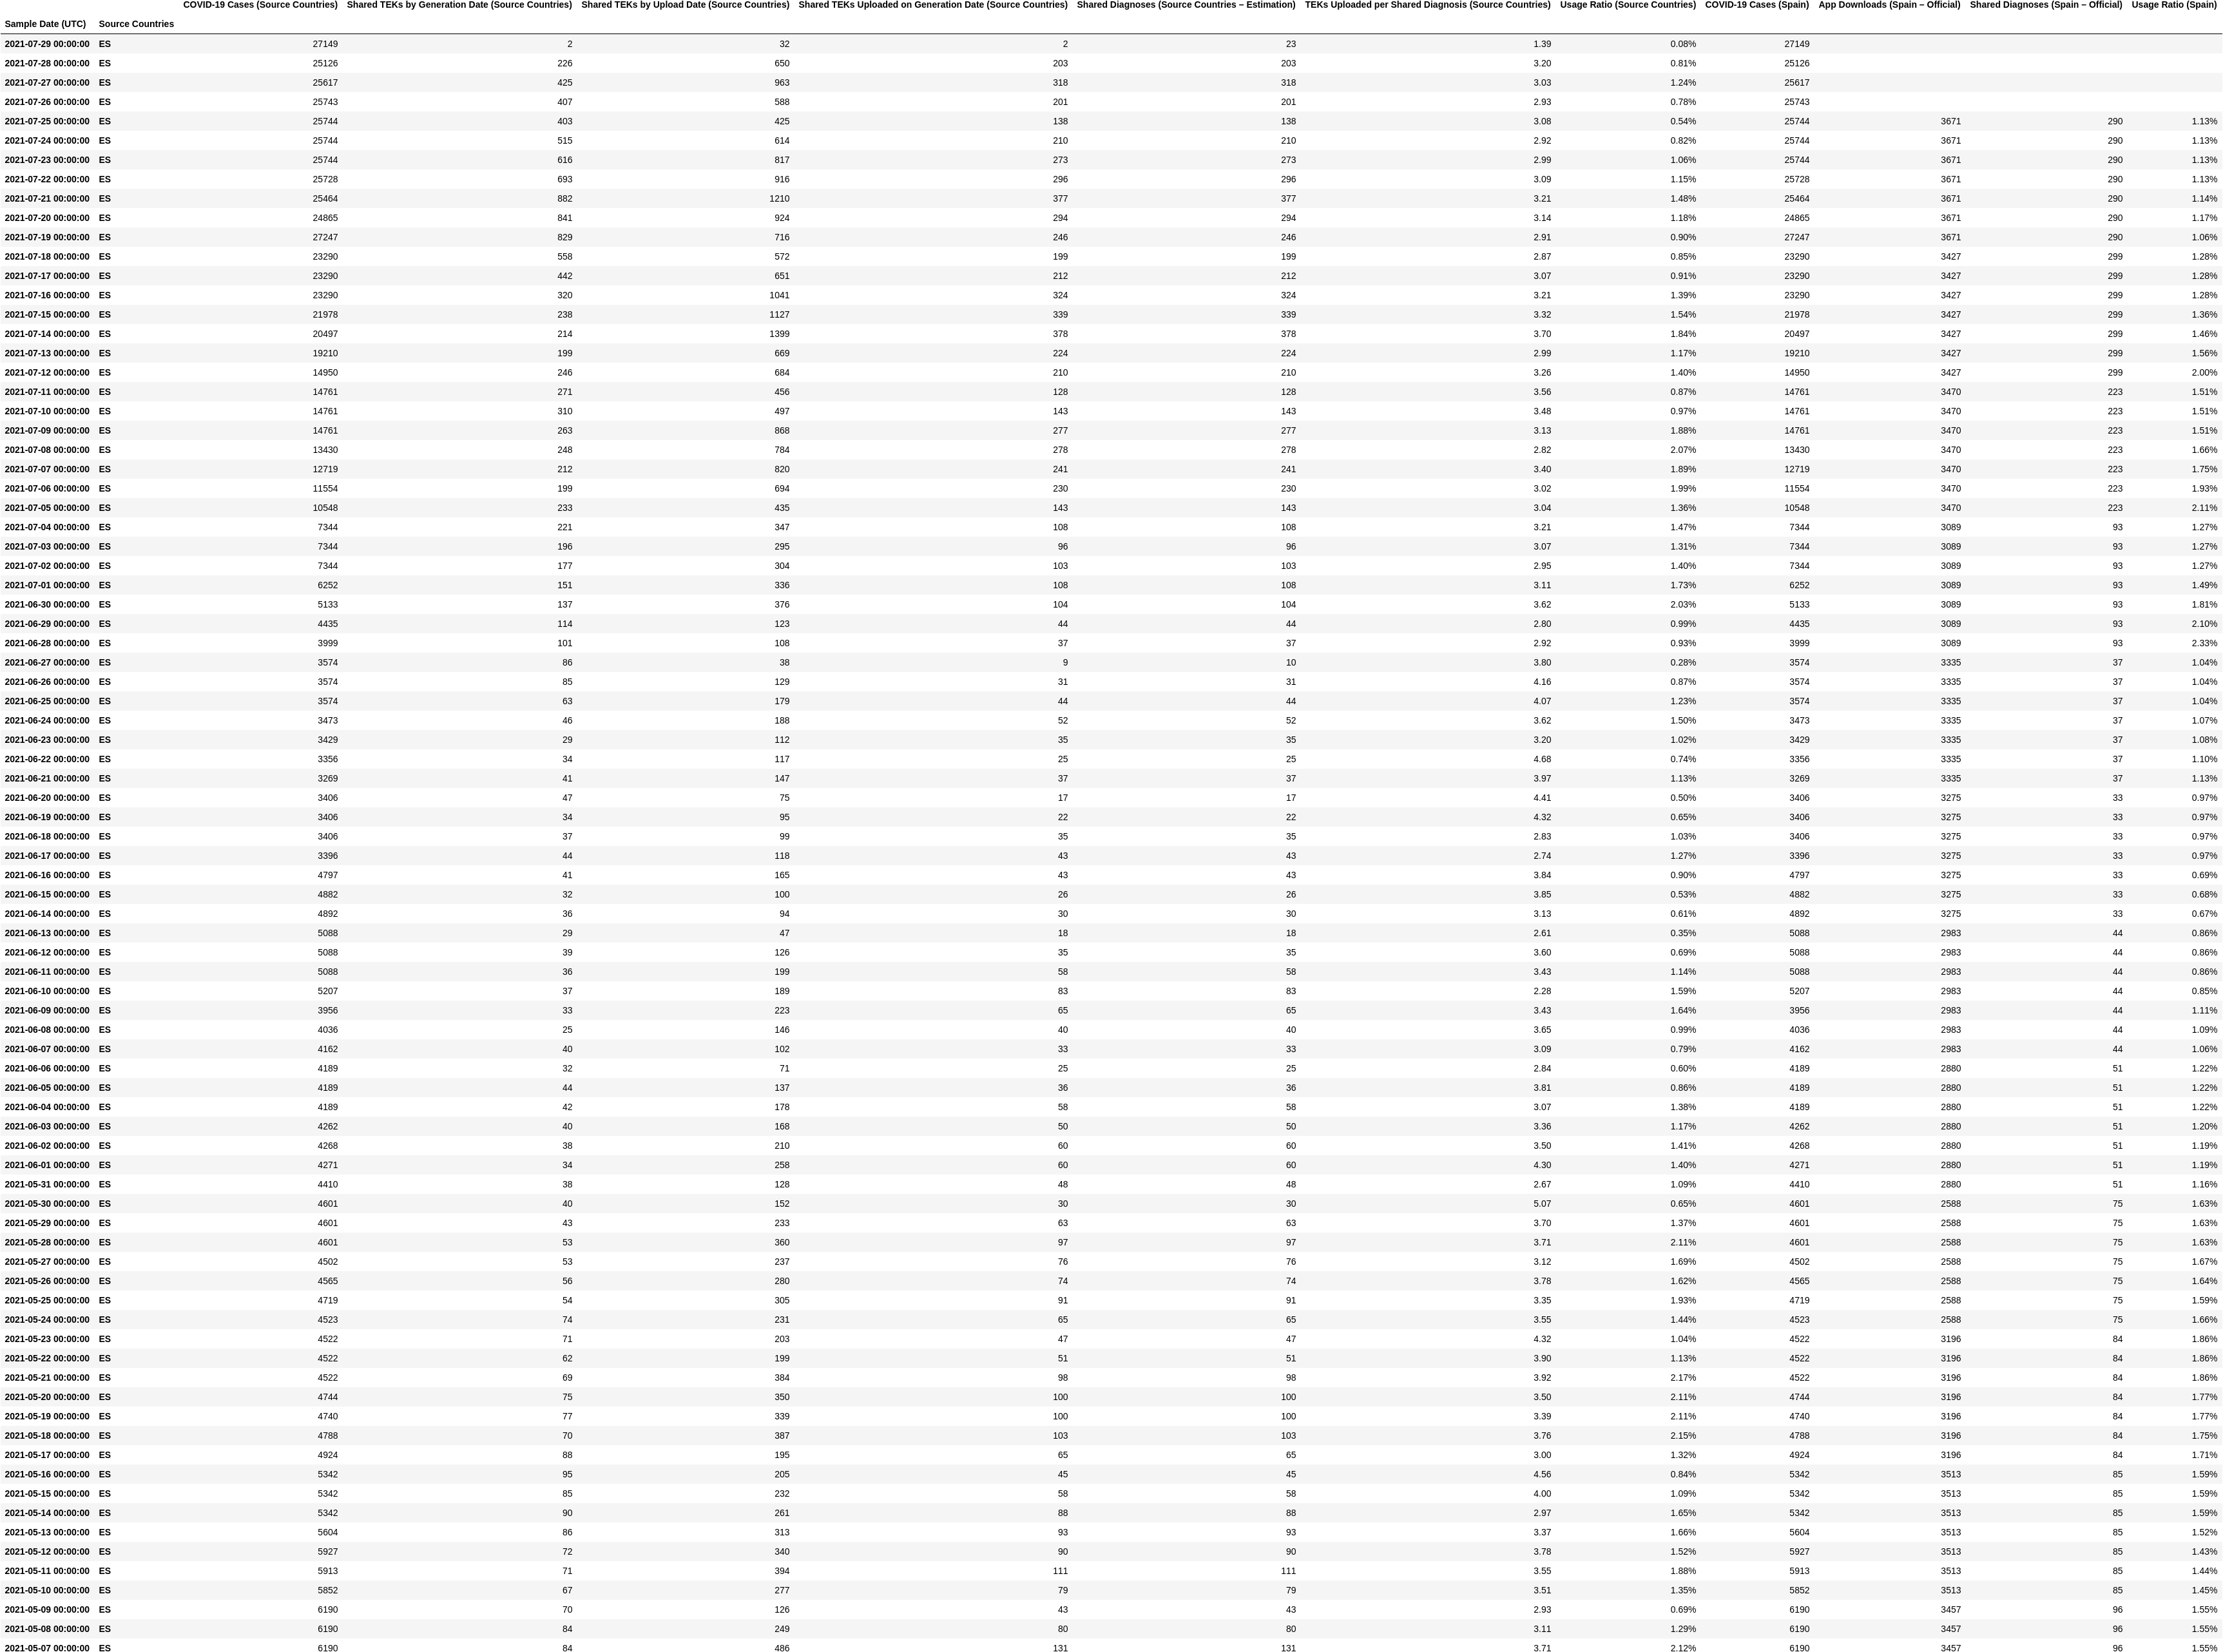 COVID-19 Cases (Source Countries) Shared TEKs by Generation Date (Source Countries) Shared TEKs by Upload Date (Source Countries) Shared TEKs Uploaded on Generation Date (Source Countries) Shared Diagnoses (Source Countries – Estimation) TEKs Uploaded per Shared Diagnosis (Source Countries) Usage Ratio (Source Countries) COVID-19 Cases (Spain) App Downloads (Spain – Official) Shared Diagnoses (Spain – Official) Usage Ratio (Spain)
Sample Date (UTC) Source Countries
2021-07-29 00:00:00 ES 27149 2 32 2 23 1.39 0.08% 27149
2021-07-28 00:00:00 ES 25126 226 650 203 203 3.20 0.81% 25126
2021-07-27 00:00:00 ES 25617 425 963 318 318 3.03 1.24% 25617
2021-07-26 00:00:00 ES 25743 407 588 201 201 2.93 0.78% 25743
2021-07-25 00:00:00 ES 25744 403 425 138 138 3.08 0.54% 25744 3671 290 1.13%
2021-07-24 00:00:00 ES 25744 515 614 210 210 2.92 0.82% 25744 3671 290 1.13%
2021-07-23 00:00:00 ES 25744 616 817 273 273 2.99 1.06% 25744 3671 290 1.13%
2021-07-22 00:00:00 ES 25728 693 916 296 296 3.09 1.15% 25728 3671 290 1.13%
2021-07-21 00:00:00 ES 25464 882 1210 377 377 3.21 1.48% 25464 3671 290 1.14%
2021-07-20 00:00:00 ES 24865 841 924 294 294 3.14 1.18% 24865 3671 290 1.17%
2021-07-19 00:00:00 ES 27247 829 716 246 246 2.91 0.90% 27247 3671 290 1.06%
2021-07-18 00:00:00 ES 23290 558 572 199 199 2.87 0.85% 23290 3427 299 1.28%
2021-07-17 00:00:00 ES 23290 442 651 212 212 3.07 0.91% 23290 3427 299 1.28%
2021-07-16 00:00:00 ES 23290 320 1041 324 324 3.21 1.39% 23290 3427 299 1.28%
2021-07-15 00:00:00 ES 21978 238 1127 339 339 3.32 1.54% 21978 3427 299 1.36%
2021-07-14 00:00:00 ES 20497 214 1399 378 378 3.70 1.84% 20497 3427 299 1.46%
2021-07-13 00:00:00 ES 19210 199 669 224 224 2.99 1.17% 19210 3427 299 1.56%
2021-07-12 00:00:00 ES 14950 246 684 210 210 3.26 1.40% 14950 3427 299 2.00%
2021-07-11 00:00:00 ES 14761 271 456 128 128 3.56 0.87% 14761 3470 223 1.51%
2021-07-10 00:00:00 ES 14761 310 497 143 143 3.48 0.97% 14761 3470 223 1.51%
2021-07-09 00:00:00 ES 14761 263 868 277 277 3.13 1.88% 14761 3470 223 1.51%
2021-07-08 00:00:00 ES 13430 248 784 278 278 2.82 2.07% 13430 3470 223 1.66%
2021-07-07 00:00:00 ES 12719 212 820 241 241 3.40 1.89% 12719 3470 223 1.75%
2021-07-06 00:00:00 ES 11554 199 694 230 230 3.02 1.99% 11554 3470 223 1.93%
2021-07-05 00:00:00 ES 10548 233 435 143 143 3.04 1.36% 10548 3470 223 2.11%
2021-07-04 00:00:00 ES 7344 221 347 108 108 3.21 1.47% 7344 3089 93 1.27%
2021-07-03 00:00:00 ES 7344 196 295 96 96 3.07 1.31% 7344 3089 93 1.27%
2021-07-02 00:00:00 ES 7344 177 304 103 103 2.95 1.40% 7344 3089 93 1.27%
2021-07-01 00:00:00 ES 6252 151 336 108 108 3.11 1.73% 6252 3089 93 1.49%
2021-06-30 00:00:00 ES 5133 137 376 104 104 3.62 2.03% 5133 3089 93 1.81%
2021-06-29 00:00:00 ES 4435 114 123 44 44 2.80 0.99% 4435 3089 93 2.10%
2021-06-28 00:00:00 ES 3999 101 108 37 37 2.92 0.93% 3999 3089 93 2.33%
2021-06-27 00:00:00 ES 3574 86 38 9 10 3.80 0.28% 3574 3335 37 1.04%
2021-06-26 00:00:00 ES 3574 85 129 31 31 4.16 0.87% 3574 3335 37 1.04%
2021-06-25 00:00:00 ES 3574 63 179 44 44 4.07 1.23% 3574 3335 37 1.04%
2021-06-24 00:00:00 ES 3473 46 188 52 52 3.62 1.50% 3473 3335 37 1.07%
2021-06-23 00:00:00 ES 3429 29 112 35 35 3.20 1.02% 3429 3335 37 1.08%
2021-06-22 00:00:00 ES 3356 34 117 25 25 4.68 0.74% 3356 3335 37 1.10%
2021-06-21 00:00:00 ES 3269 41 147 37 37 3.97 1.13% 3269 3335 37 1.13%
2021-06-20 00:00:00 ES 3406 47 75 17 17 4.41 0.50% 3406 3275 33 0.97%
2021-06-19 00:00:00 ES 3406 34 95 22 22 4.32 0.65% 3406 3275 33 0.97%
2021-06-18 00:00:00 ES 3406 37 99 35 35 2.83 1.03% 3406 3275 33 0.97%
2021-06-17 00:00:00 ES 3396 44 118 43 43 2.74 1.27% 3396 3275 33 0.97%
2021-06-16 00:00:00 ES 4797 41 165 43 43 3.84 0.90% 4797 3275 33 0.69%
2021-06-15 00:00:00 ES 4882 32 100 26 26 3.85 0.53% 4882 3275 33 0.68%
2021-06-14 00:00:00 ES 4892 36 94 30 30 3.13 0.61% 4892 3275 33 0.67%
2021-06-13 00:00:00 ES 5088 29 47 18 18 2.61 0.35% 5088 2983 44 0.86%
2021-06-12 00:00:00 ES 5088 39 126 35 35 3.60 0.69% 5088 2983 44 0.86%
2021-06-11 00:00:00 ES 5088 36 199 58 58 3.43 1.14% 5088 2983 44 0.86%
2021-06-10 00:00:00 ES 5207 37 189 83 83 2.28 1.59% 5207 2983 44 0.85%
2021-06-09 00:00:00 ES 3956 33 223 65 65 3.43 1.64% 3956 2983 44 1.11%
2021-06-08 00:00:00 ES 4036 25 146 40 40 3.65 0.99% 4036 2983 44 1.09%
2021-06-07 00:00:00 ES 4162 40 102 33 33 3.09 0.79% 4162 2983 44 1.06%
2021-06-06 00:00:00 ES 4189 32 71 25 25 2.84 0.60% 4189 2880 51 1.22%
2021-06-05 00:00:00 ES 4189 44 137 36 36 3.81 0.86% 4189 2880 51 1.22%
2021-06-04 00:00:00 ES 4189 42 178 58 58 3.07 1.38% 4189 2880 51 1.22%
2021-06-03 00:00:00 ES 4262 40 168 50 50 3.36 1.17% 4262 2880 51 1.20%
2021-06-02 00:00:00 ES 4268 38 210 60 60 3.50 1.41% 4268 2880 51 1.19%
2021-06-01 00:00:00 ES 4271 34 258 60 60 4.30 1.40% 4271 2880 51 1.19%
2021-05-31 00:00:00 ES 4410 38 128 48 48 2.67 1.09% 4410 2880 51 1.16%
2021-05-30 00:00:00 ES 4601 40 152 30 30 5.07 0.65% 4601 2588 75 1.63%
2021-05-29 00:00:00 ES 4601 43 233 63 63 3.70 1.37% 4601 2588 75 1.63%
2021-05-28 00:00:00 ES 4601 53 360 97 97 3.71 2.11% 4601 2588 75 1.63%
2021-05-27 00:00:00 ES 4502 53 237 76 76 3.12 1.69% 4502 2588 75 1.67%
2021-05-26 00:00:00 ES 4565 56 280 74 74 3.78 1.62% 4565 2588 75 1.64%
2021-05-25 00:00:00 ES 4719 54 305 91 91 3.35 1.93% 4719 2588 75 1.59%
2021-05-24 00:00:00 ES 4523 74 231 65 65 3.55 1.44% 4523 2588 75 1.66%
2021-05-23 00:00:00 ES 4522 71 203 47 47 4.32 1.04% 4522 3196 84 1.86%
2021-05-22 00:00:00 ES 4522 62 199 51 51 3.90 1.13% 4522 3196 84 1.86%
2021-05-21 00:00:00 ES 4522 69 384 98 98 3.92 2.17% 4522 3196 84 1.86%
2021-05-20 00:00:00 ES 4744 75 350 100 100 3.50 2.11% 4744 3196 84 1.77%
2021-05-19 00:00:00 ES 4740 77 339 100 100 3.39 2.11% 4740 3196 84 1.77%
2021-05-18 00:00:00 ES 4788 70 387 103 103 3.76 2.15% 4788 3196 84 1.75%
2021-05-17 00:00:00 ES 4924 88 195 65 65 3.00 1.32% 4924 3196 84 1.71%
2021-05-16 00:00:00 ES 5342 95 205 45 45 4.56 0.84% 5342 3513 85 1.59%
2021-05-15 00:00:00 ES 5342 85 232 58 58 4.00 1.09% 5342 3513 85 1.59%
2021-05-14 00:00:00 ES 5342 90 261 88 88 2.97 1.65% 5342 3513 85 1.59%
2021-05-13 00:00:00 ES 5604 86 313 93 93 3.37 1.66% 5604 3513 85 1.52%
2021-05-12 00:00:00 ES 5927 72 340 90 90 3.78 1.52% 5927 3513 85 1.43%
2021-05-11 00:00:00 ES 5913 71 394 111 111 3.55 1.88% 5913 3513 85 1.44%
2021-05-10 00:00:00 ES 5852 67 277 79 79 3.51 1.35% 5852 3513 85 1.45%
2021-05-09 00:00:00 ES 6190 70 126 43 43 2.93 0.69% 6190 3457 96 1.55%
2021-05-08 00:00:00 ES 6190 84 249 80 80 3.11 1.29% 6190 3457 96 1.55%
2021-05-07 00:00:00 ES 6190 84 486 131 131 3.71 2.12% 6190 3457 96 1.55%